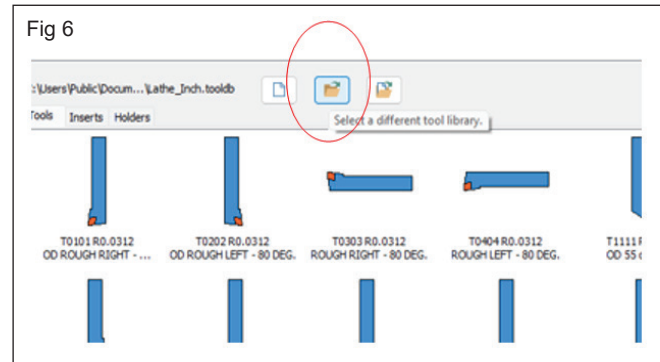 Fig 6
:\Users\Public\Docum...\Lathe_Inch.tooldb
Tools Inserts Holders
Select a different tool library.
T0101 R0.0312
OD ROUGH RIGHT - ...
T0202 R0.0312
OD ROUGH LEFT - 80 DEG.
T0303 R0.0312
ROUGH RIGHT - 80 DEG.
T0404 R0.0312
ROUGH LEFT - 80 DEG.
T1111 R
OD 55